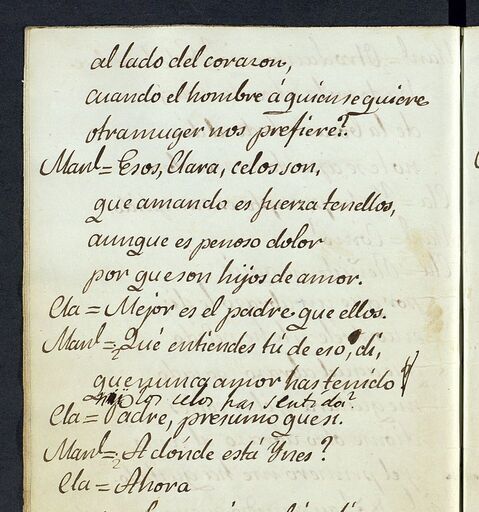 al lado del corazon,
cuando el hombre á quien se quiere
otra muger nos prefiere?.
Manl = Esos, Clara, celos son,
que amando es fuerza tenellos,
aunque es penoso dolor
por que son hijos de amor.
Cla = Mejor es el padre que ellos.
Manl = ¿Qué entiendes tú de eso, di,
que nunca amor has tenido
los celos has sentido?
Cla = Padre, presumo que si.
Manl = ¿A dónde está Ynes?
Cla = Ahora